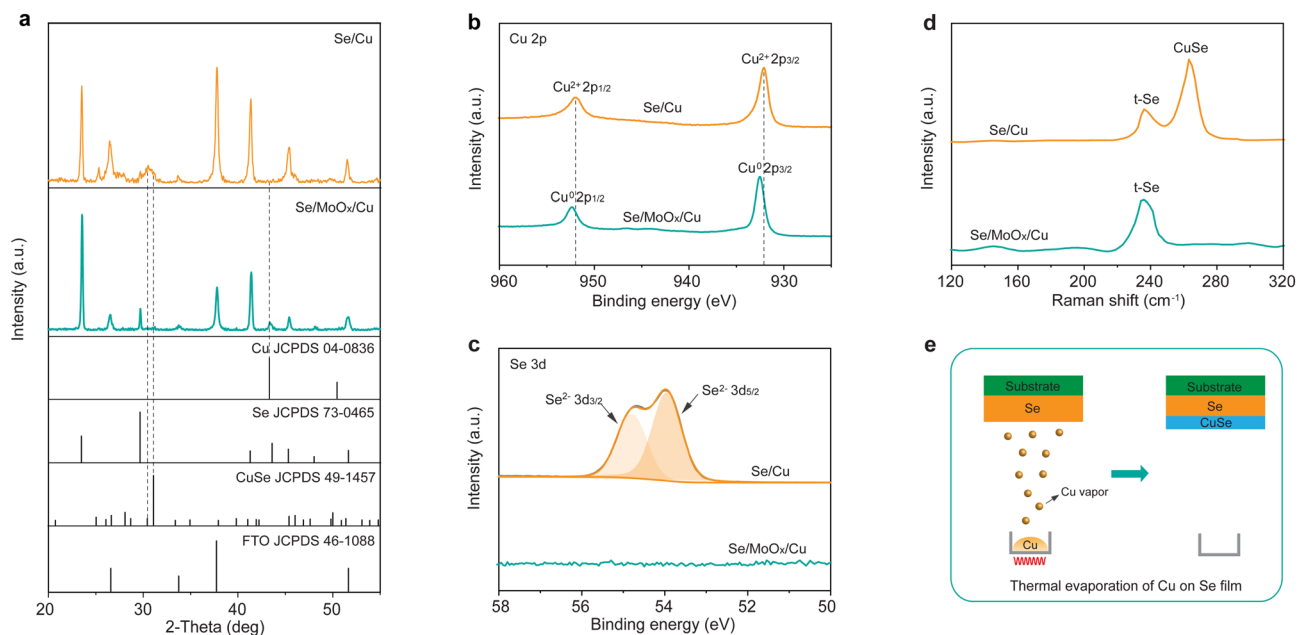 a
Se/Cu
Se/MoOₓ/Cu
Cu JCPDS 04-0836
Se JCPDS 73-0465
CuSe JCPDS 49-1457
FTO JCPDS 46-1088
Intensity (a.u.)
20 30 40 50
2-Theta (deg)
b
Cu 2p
Cu²⁺ 2p₁/₂
Cu²⁺ 2p₃/₂
Se/Cu
Cu⁰ 2p₁/₂
Cu⁰ 2p₃/₂
Se/MoOₓ/Cu
Intensity (a.u.)
960 950 940 930
Binding energy (eV)
c
Se 3d
Se²⁻ 3d₃/₂
Se²⁻ 3d₅/₂
Se/Cu
Se/MoOₓ/Cu
Intensity (a.u.)
58 56 54 52 50
Binding energy (eV)
d
CuSe
t-Se
Se/Cu
t-Se
Se/MoOₓ/Cu
Intensity (a.u.)
120 160 200 240 280 320
Raman shift (cm⁻¹)
e
Substrate
Se
Cu vapor
Cu
Substrate
Se
CuSe
Thermal evaporation of Cu on Se film